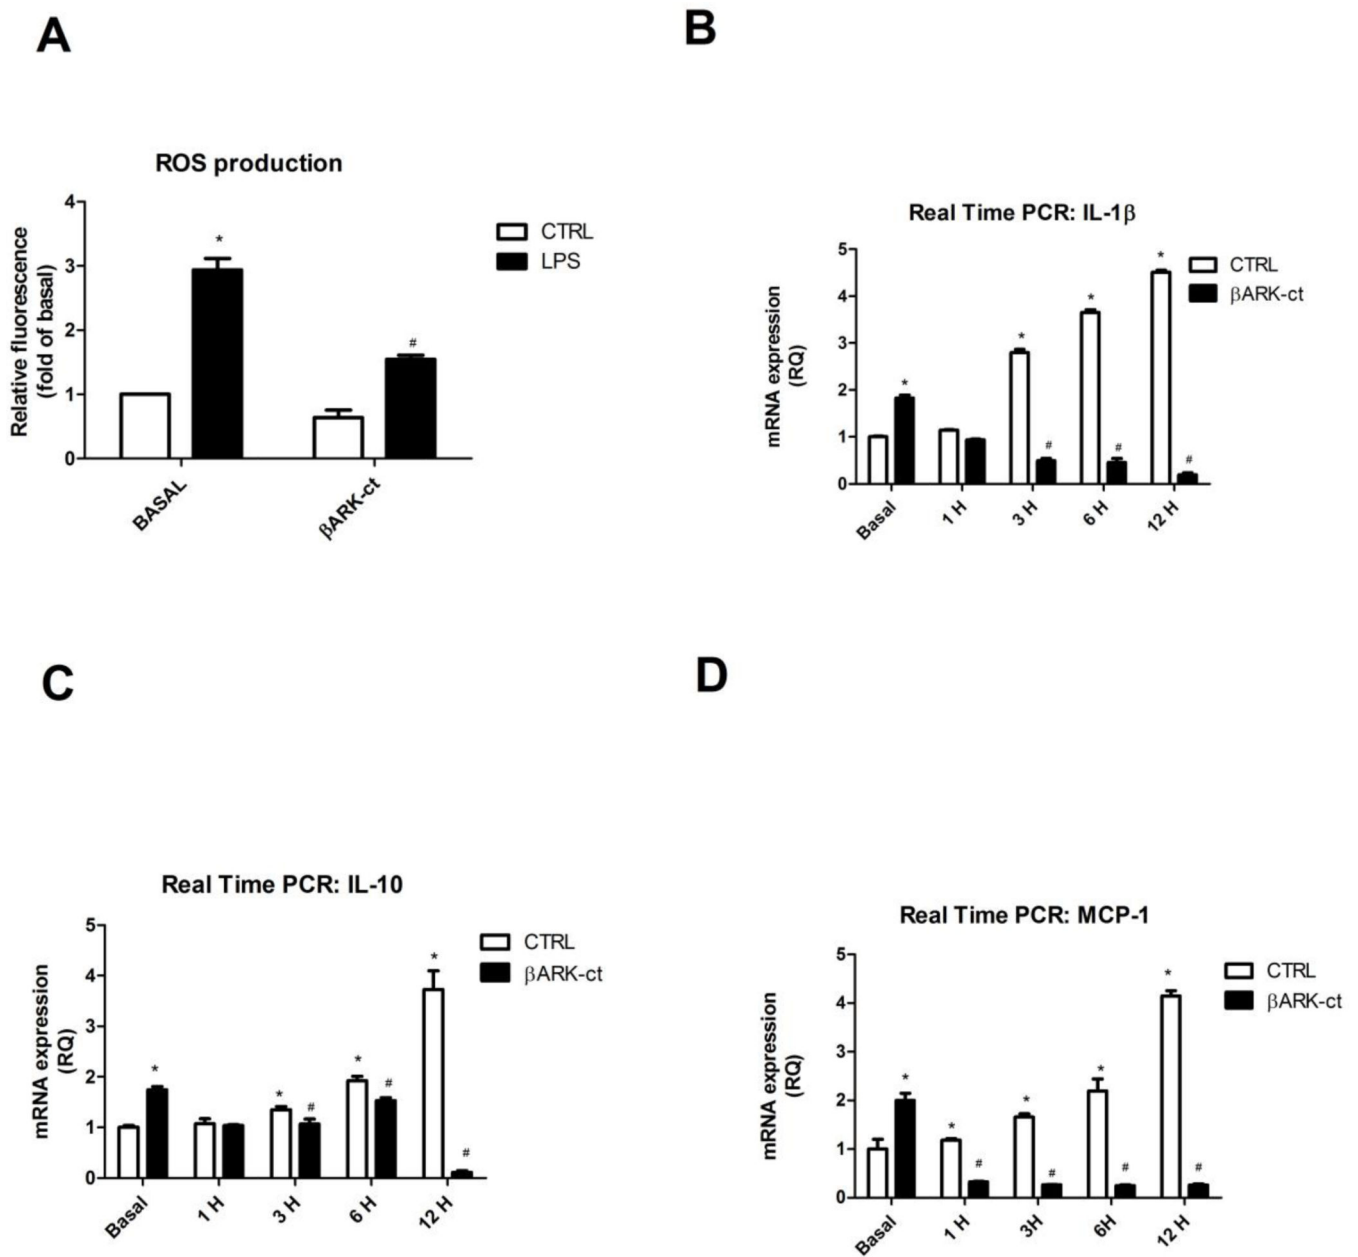 A
ROS production
Relative fluorescence
(fold of basal)
4
3
2
1
0
*
#
BASAL
βARK-ct
CTRL
LPS
B
Real Time PCR: IL-1β
mRNA expression
(RQ)
5
4
3
2
1
0
*
*
*
*
#
#
#
Basal
1 H
3 H
6 H
12 H
CTRL
βARK-ct
C
Real Time PCR: IL-10
mRNA expression
(RQ)
5
4
3
2
1
0
*
*
#
*
#
*
#
Basal
1 H
3 H
6 H
12 H
CTRL
βARK-ct
D
Real Time PCR: MCP-1
mRNA expression
(RQ)
5
4
3
2
1
0
*
*
#
*
#
*
#
*
#
Basal
1 H
3H
6H
12 H
CTRL
βARK-ct